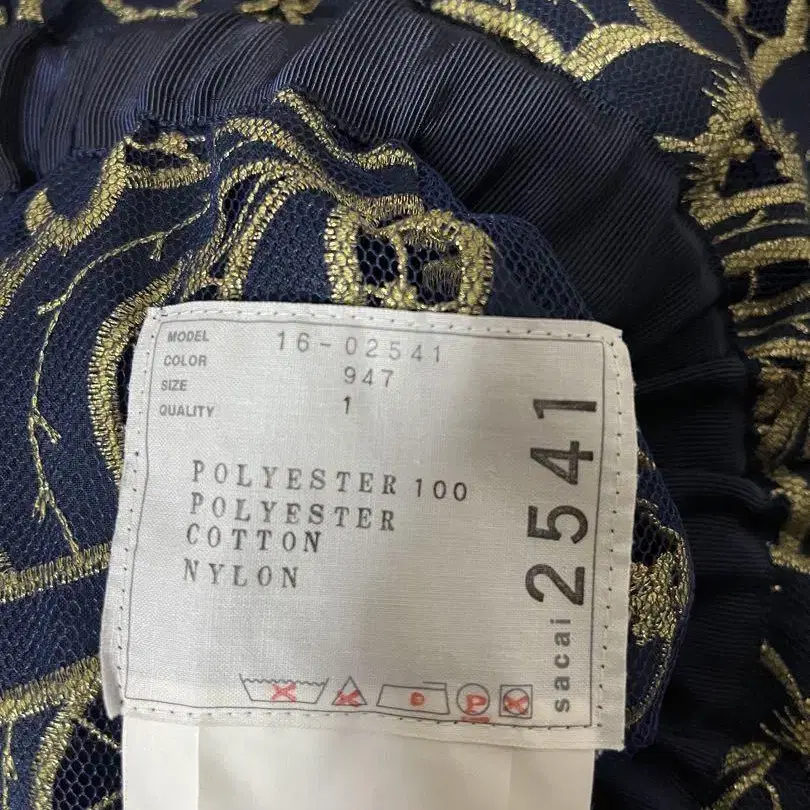 MODEL 16-02541
COLOR 947
SIZE 1
QUALITY
POLYESTER 100
POLYESTER
COTTON
NYLON
sacai 2541
P